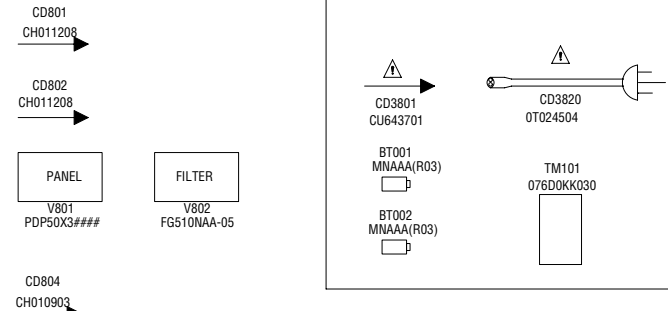 CD801
CH011208
CD802
CH011208
PANEL
V801
PDP50X3####
FILTER
V802
FG510NAA-05
CD804
CH010903
CD3801
CU643701
CD3820
0T024504
BT001
MNAAA(R03)
BT002
MNAAA(R03)
TM101
076D0KK030